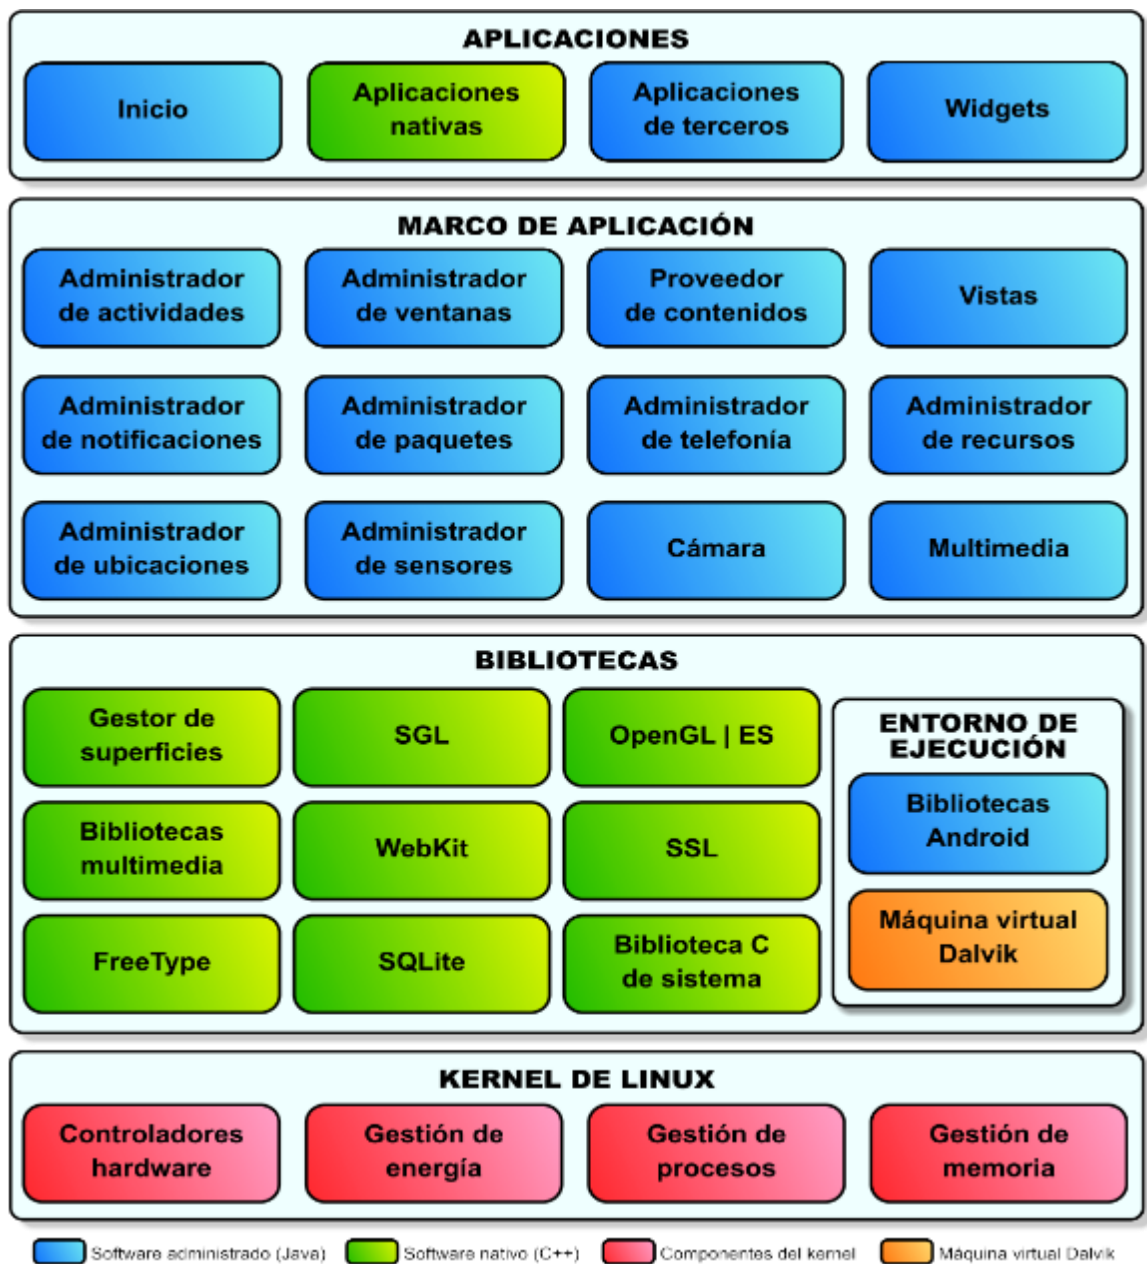 APLICACIONES
Inicio
Aplicaciones
nativas
Aplicaciones
de terceros
Widgets
MARCO DE APLICACIÓN
Administrador
de actividades
Administrador
de ventanas
Proveedor
de contenidos
Vistas
Administrador
de notificaciones
Administrador
de paquetes
Administrador
de telefonía
Administrador
de recursos
Administrador
de ubicaciones
Administrador
de sensores
Cámara
Multimedia
BIBLIOTECAS
Gestor de
superficies
SGL
OpenGL | ES
Bibliotecas
multimedia
WebKit
SSL
FreeType
SQLite
Biblioteca C
de sistema
ENTORNO DE
EJECUCIÓN
Bibliotecas
Android
Máquina virtual
Dalvik
KERNEL DE LINUX
Controladores
hardware
Gestión de
energía
Gestión de
procesos
Gestión de
memoria
Software administrado (Java)
Software nativo (C++)
Componentes del kernel
Máquina virtual Dalvik